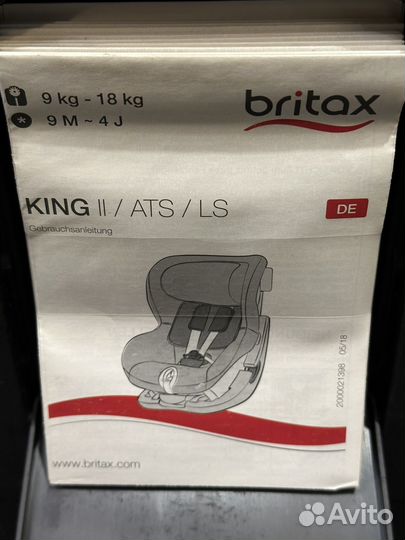 9 kg - 18 kg
9 M ~ 4 J
britax
KING II / ATS / LS
DE
Gebrauchsanleitung
2000021398 05/18
www.britax.com
Avito